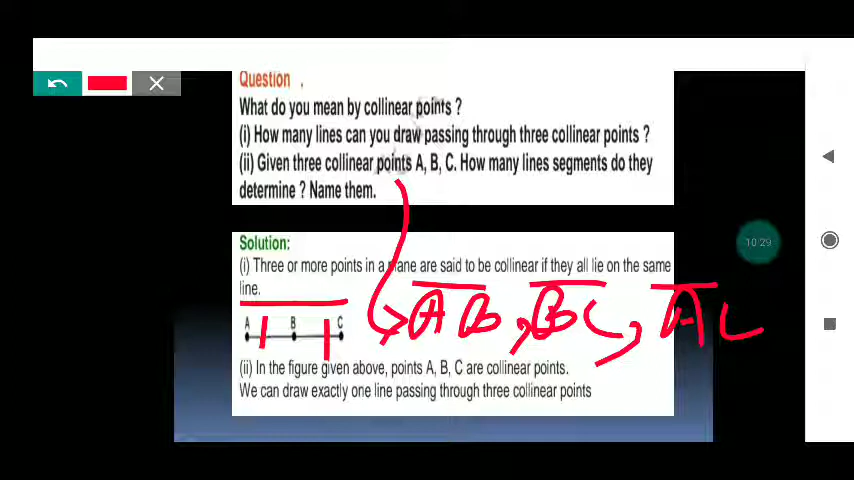 Question .
What do you mean by collinear points ?
(i) How many lines can you draw passing through three collinear points ?
(ii) Given three collinear points A, B, C. How many lines segments do they
determine ? Name them.
10:29
Solution:
(i) Three or more points in a plane are said to be collinear if they all lie on the same
line.
AB, BC, AC
A B C
(ii) In the figure given above, points A, B, C are collinear points.
We can draw exactly one line passing through three collinear points